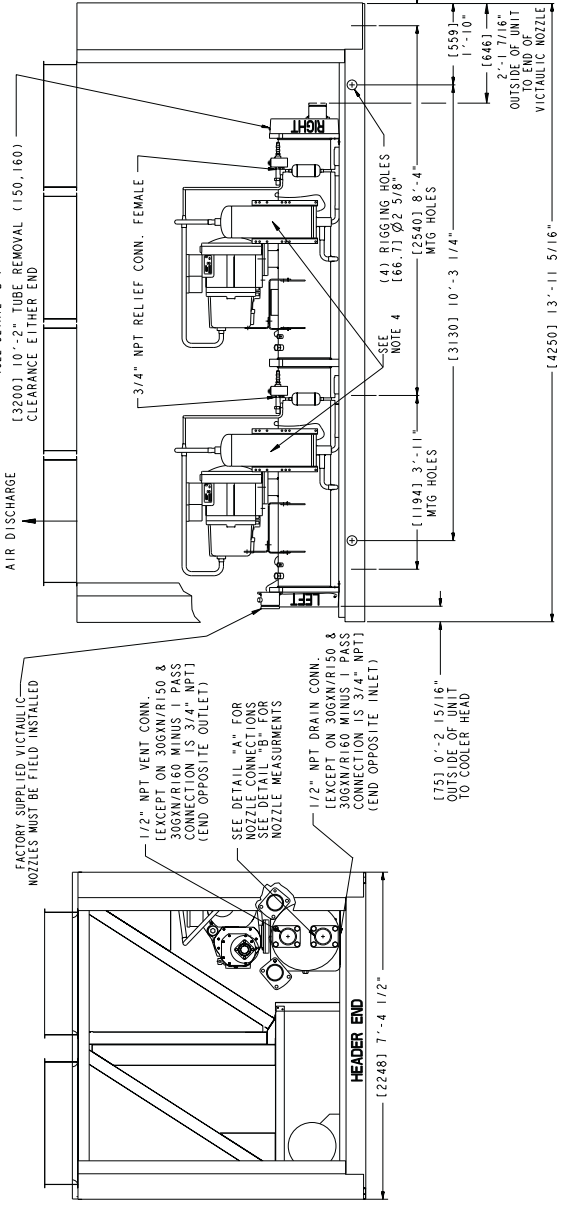 AIR DISCHARGE
[3200] 10'-2" TUBE REMOVAL (150,160)
CLEARANCE EITHER END
FACTORY SUPPLIED VICTAULIC
NOZZLES MUST BE FIELD INSTALLED
3/4" NPT RELIEF CONN. FEMALE
1/2" NPT VENT CONN.
[EXCEPT ON 30GXN/R150 &
30GXN/R160 MINUS 1 PASS
CONNECTION IS 3/4" NPT]
(END OPPOSITE OUTLET)
SEE DETAIL "A" FOR
NOZZLE CONNECTIONS
SEE DETAIL "B" FOR
NOZZLE MEASURMENTS
1/2" NPT DRAIN CONN.
[EXCEPT ON 30GXN/R150 &
30GXN/R160 MINUS 1 PASS
CONNECTION IS 3/4" NPT]
(END OPPOSITE INLET)
HEADER END
[2248] 7'-4 1/2"
LEFT
RIGHT
SEE
NOTE 4
(4) RIGGING HOLES
[66.7] Ø2 5/8"
[2540] 8'-4"
MTG HOLES
[1194] 3'-11"
MTG HOLES
[3130] 10'-3 1/4"
[4250] 13'-11 5/16"
[75] 0'-2 15/16"
OUTSIDE OF UNIT
TO COOLER HEAD
[559]
1'-10"
[646]
2'-1 7/16"
OUTSIDE OF UNIT
TO END OF
VICTAULIC NOZZLE